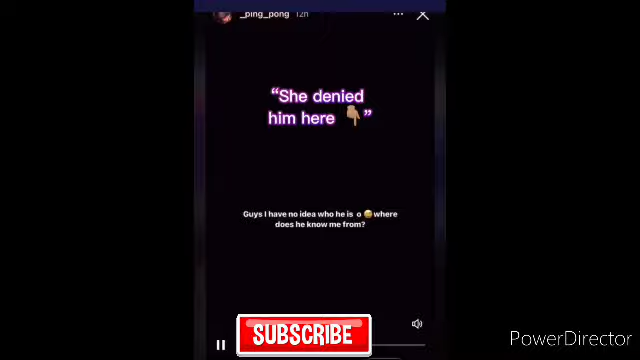 _ping_pong 12h
“She denied
him here 👇🏽”
Guys I have no idea who he is o 😅where
does he know me from?
SUBSCRIBE
PowerDirector